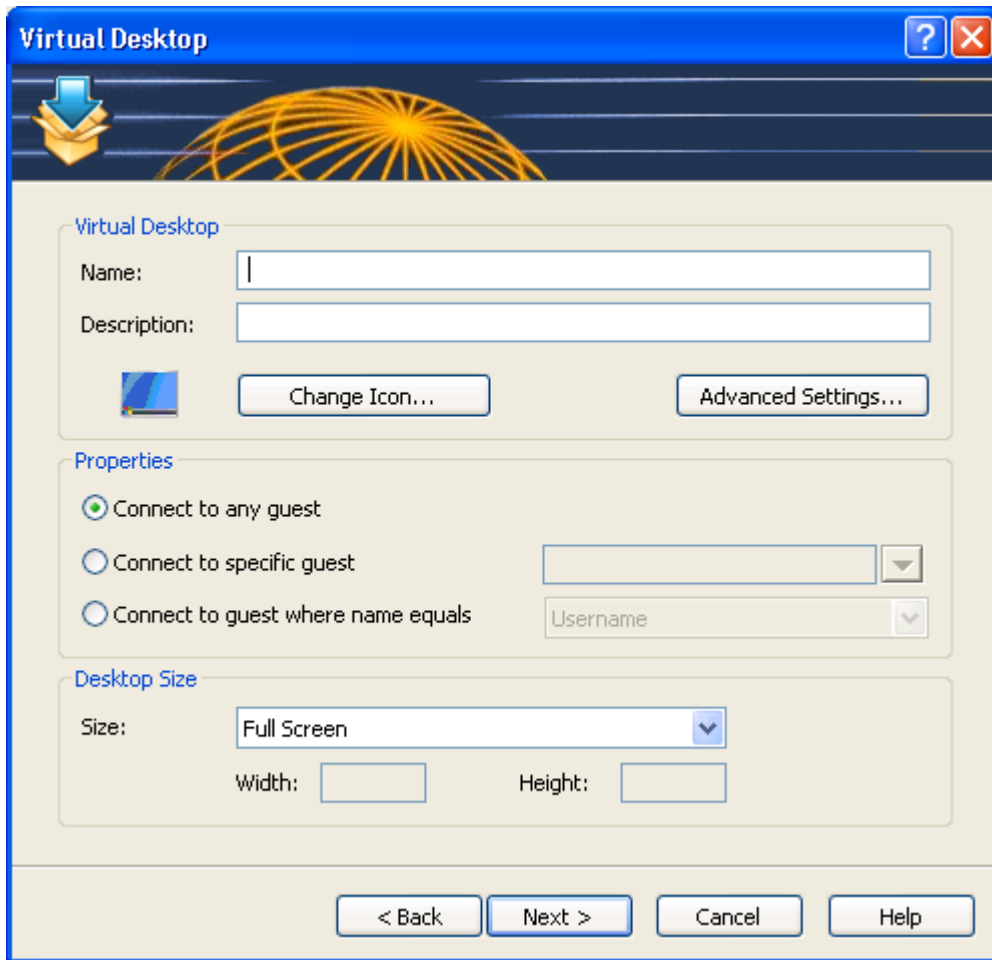 Virtual Desktop
Virtual Desktop
Name:
Description:
Change Icon... Advanced Settings...
Properties
Connect to any guest
Connect to specific guest
Connect to guest where name equals Username
Desktop Size
Size: Full Screen
Width: Height:
< Back Next > Cancel Help